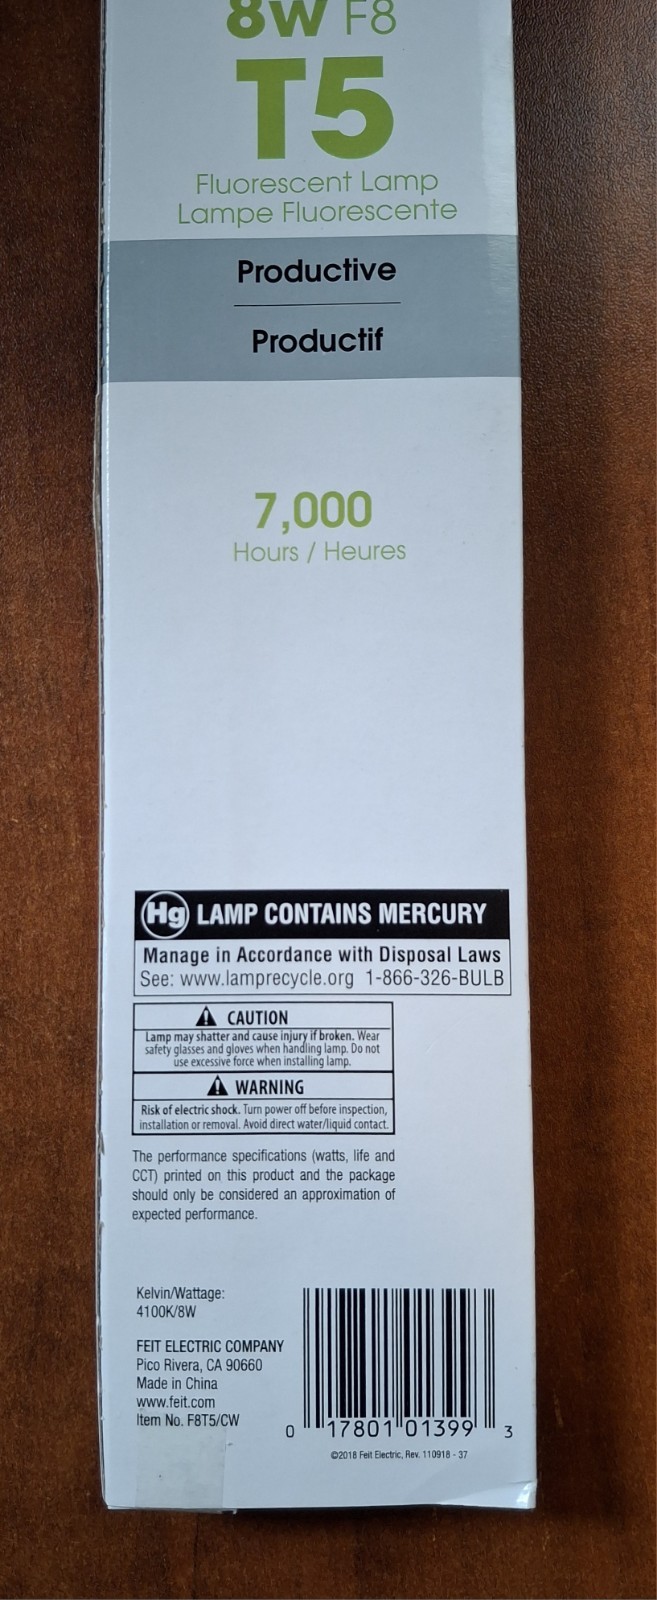 8W F8
T5
Fluorescent Lamp
Lampe Fluorescente
Productive
Productif
7,000
Hours / Heures
Hg LAMP CONTAINS MERCURY
Manage in Accordance with Disposal Laws
See: www.lamprecycle.org 1-866-326-BULB
CAUTION
Lamp may shatter and cause injury if broken. Wear
safety glasses and gloves when handling lamp. Do not
use excessive force when installing lamp.
WARNING
Risk of electric shock. Turn power off before inspection,
installation or removal. Avoid direct water/liquid contact.
The performance specifications (watts, life and
CCT) printed on this product and the package
should only be considered an approximation of
expected performance.
Kelvin/Wattage:
4100K/8W
FEIT ELECTRIC COMPANY
Pico Rivera, CA 90660
Made in China
www.feit.com
Item No. F8T5/CW
0 17801 01399 3
©2018 Feit Electric, Rev. 110918 - 37